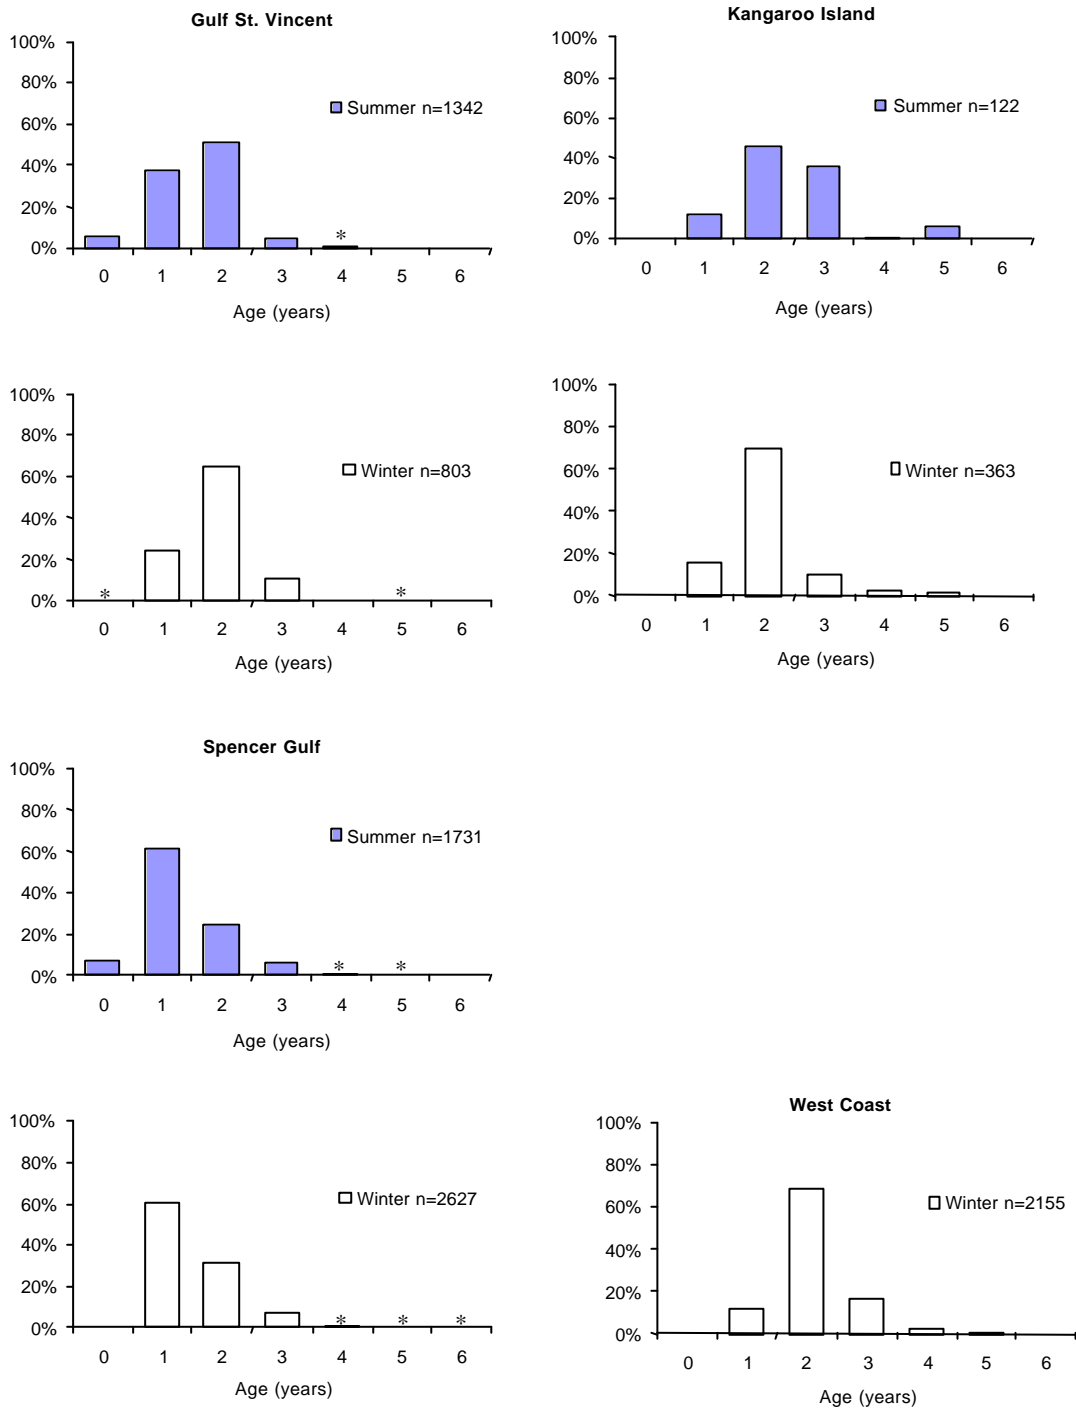 Gulf St. Vincent
100%
80%
60%
40%
20%
0%
Summer n=1342
*
0 1 2 3 4 5 6
Age (years)
Kangaroo Island
100%
80%
60%
40%
20%
0%
Summer n=122
0 1 2 3 4 5 6
Age (years)
100%
80%
60%
40%
20%
0%
Winter n=803
* *
0 1 2 3 4 5 6
Age (years)
100%
80%
60%
40%
20%
0%
Winter n=363
0 1 2 3 4 5 6
Age (years)
Spencer Gulf
100%
80%
60%
40%
20%
0%
Summer n=1731
* *
0 1 2 3 4 5 6
Age (years)
100%
80%
60%
40%
20%
0%
Winter n=2627
* * *
0 1 2 3 4 5 6
Age (years)
West Coast
100%
80%
60%
40%
20%
0%
Winter n=2155
0 1 2 3 4 5 6
Age (years)